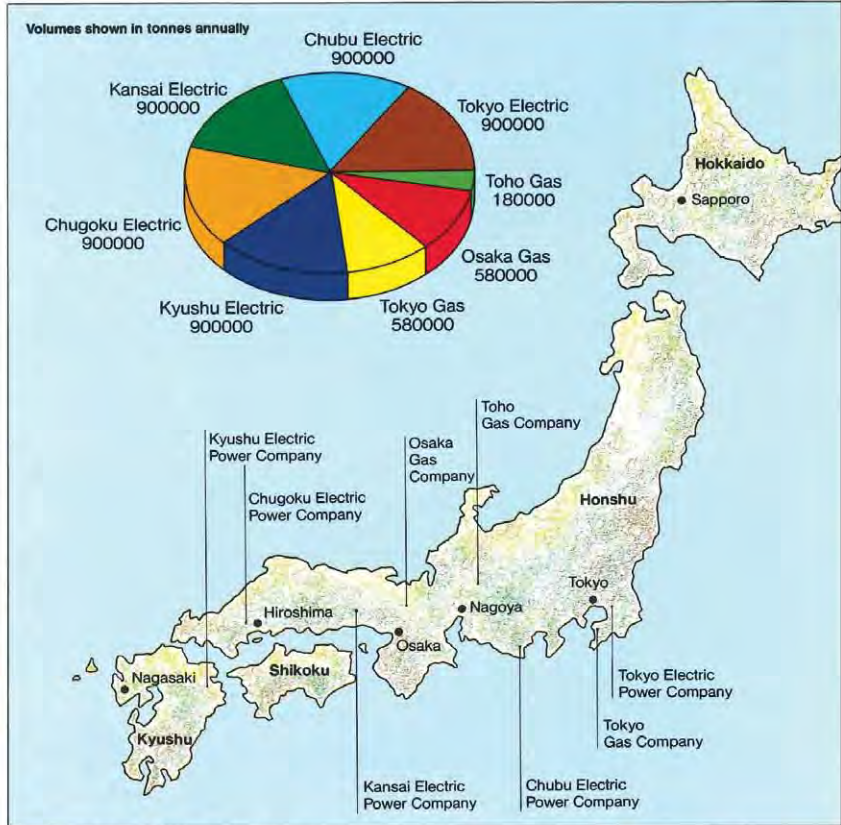 Volumes shown in tonnes annually
Chubu Electric
900000
Kansai Electric
900000
Tokyo Electric
900000
Toho Gas
180000
Chugoku Electric
900000
Osaka Gas
580000
Kyushu Electric
900000
Tokyo Gas
580000
Hokkaido
Sapporo
Toho
Gas Company
Kyushu Electric
Power Company
Osaka
Gas
Company
Chugoku Electric
Power Company
Honshu
Tokyo
Hiroshima
Nagoya
Osaka
Nagasaki
Shikoku
Kyushu
Tokyo Electric
Power Company
Tokyo
Gas Company
Kansai Electric
Power Company
Chubu Electric
Power Company